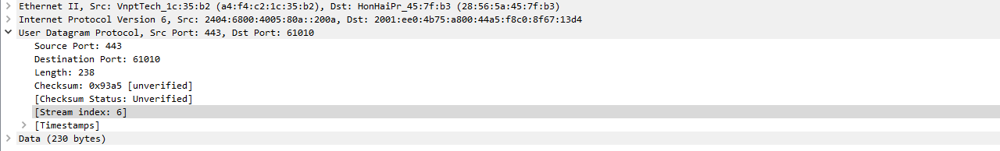 Ethernet II, Src: VnptTech_1c:35:b2 (a4:f4:c2:1c:35:b2), Dst: HonHaiPr_45:7f:b3 (28:56:5a:45:7f:b3)
Internet Protocol Version 6, Src: 2404:6800:4005:80a::200a, Dst: 2001:ee0:4b75:a800:44a5:f8c0:8f67:13d4
User Datagram Protocol, Src Port: 443, Dst Port: 61010
Source Port: 443
Destination Port: 61010
Length: 238
Checksum: 0x93a5 [unverified]
[Checksum Status: Unverified]
[Stream index: 6]
[Timestamps]
Data (230 bytes)